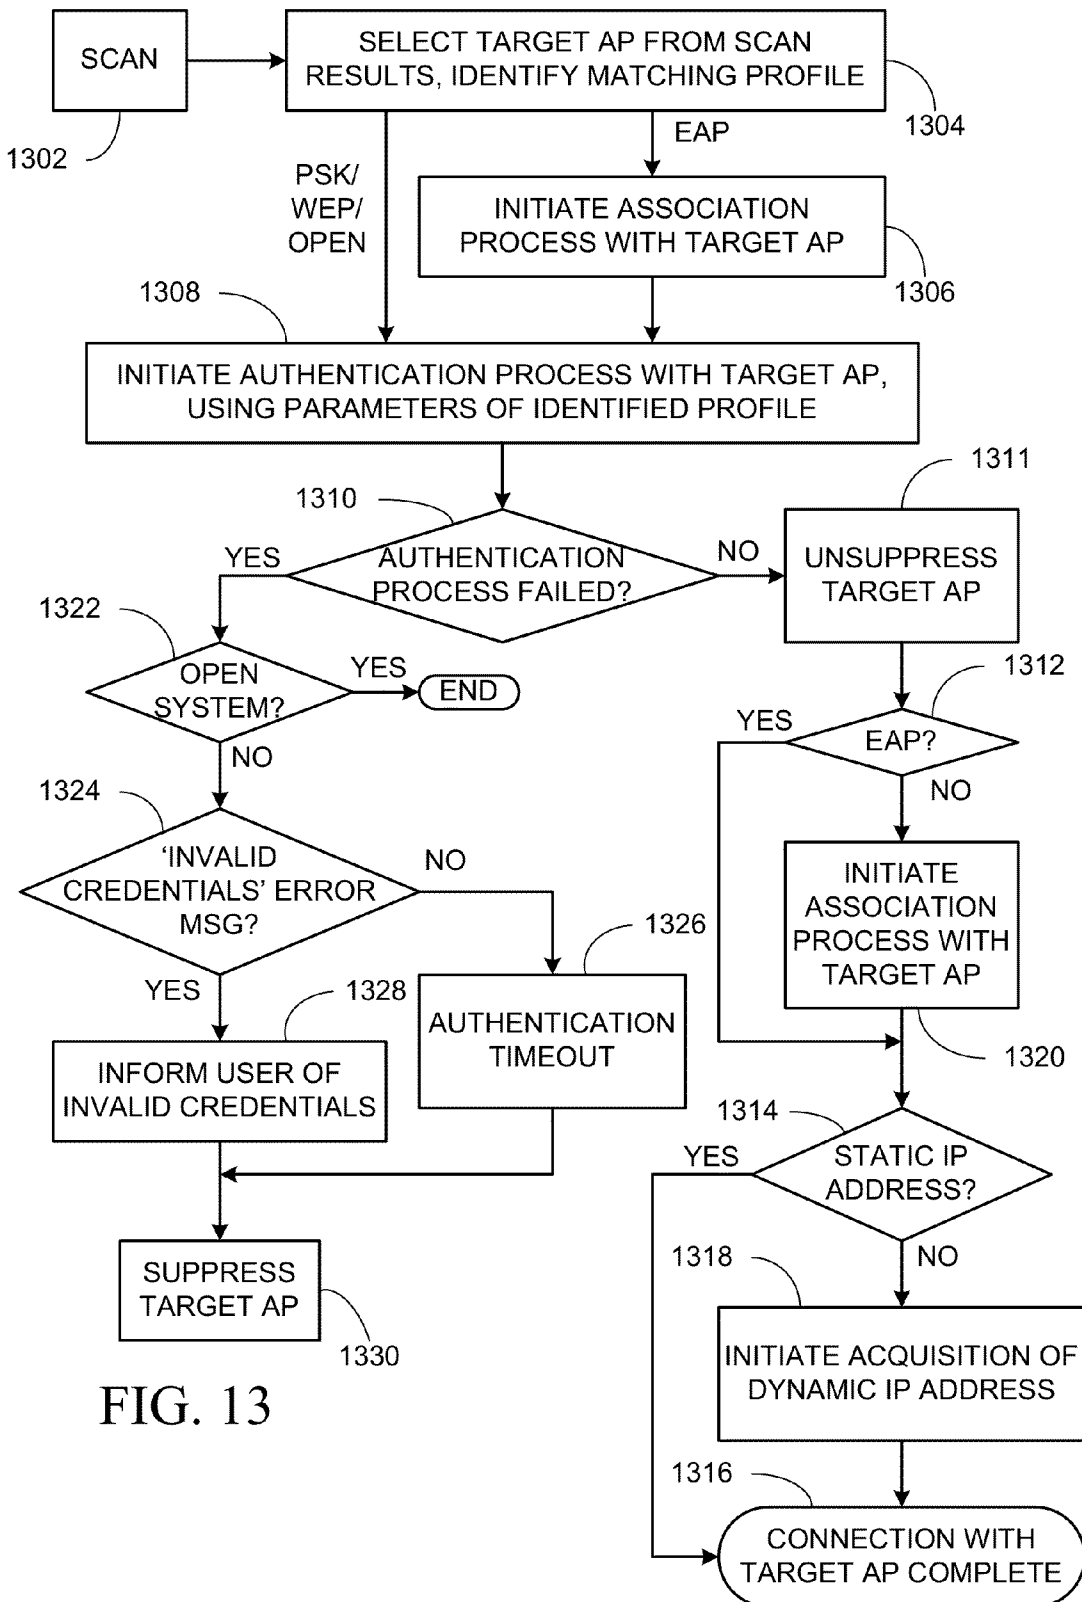 SCAN
SELECT TARGET AP FROM SCAN
RESULTS, IDENTIFY MATCHING PROFILE
1302
1304
PSK/
WEP/
OPEN
EAP
INITIATE ASSOCIATION
PROCESS WITH TARGET AP
1306
1308
INITIATE AUTHENTICATION PROCESS WITH TARGET AP,
USING PARAMETERS OF IDENTIFIED PROFILE
1310
AUTHENTICATION
PROCESS FAILED?
YES
NO
1311
UNSUPPRESS
TARGET AP
1322
OPEN
SYSTEM?
YES
END
NO
1312
EAP?
YES
NO
1324
'INVALID
CREDENTIALS' ERROR
MSG?
NO
YES
1326
AUTHENTICATION
TIMEOUT
1328
INFORM USER OF
INVALID CREDENTIALS
INITIATE
ASSOCIATION
PROCESS WITH
TARGET AP
1320
1314
STATIC IP
ADDRESS?
YES
NO
SUPPRESS
TARGET AP
1330
1318
INITIATE ACQUISITION OF
DYNAMIC IP ADDRESS
1316
CONNECTION WITH
TARGET AP COMPLETE
FIG. 13